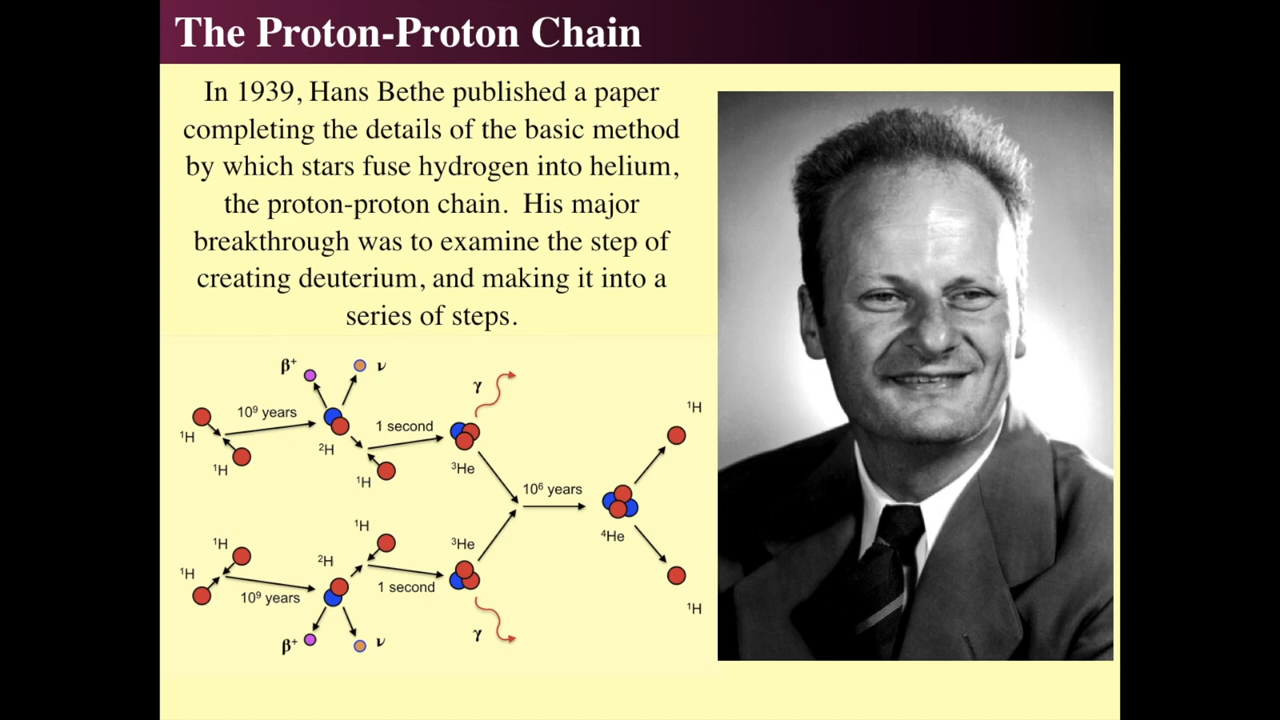 The Proton-Proton Chain
In 1939, Hans Bethe published a paper
completing the details of the basic method
by which stars fuse hydrogen into helium,
the proton-proton chain.  His major
breakthrough was to examine the step of
creating deuterium, and making it into a
series of steps.
β⁺
ν
γ
¹H
10⁹ years
1 second
¹H
²H
¹H
¹H
³He
10⁶ years
¹H
¹H
²H
³He
⁴He
¹H
10⁹ years
1 second
¹H
β⁺
ν
γ